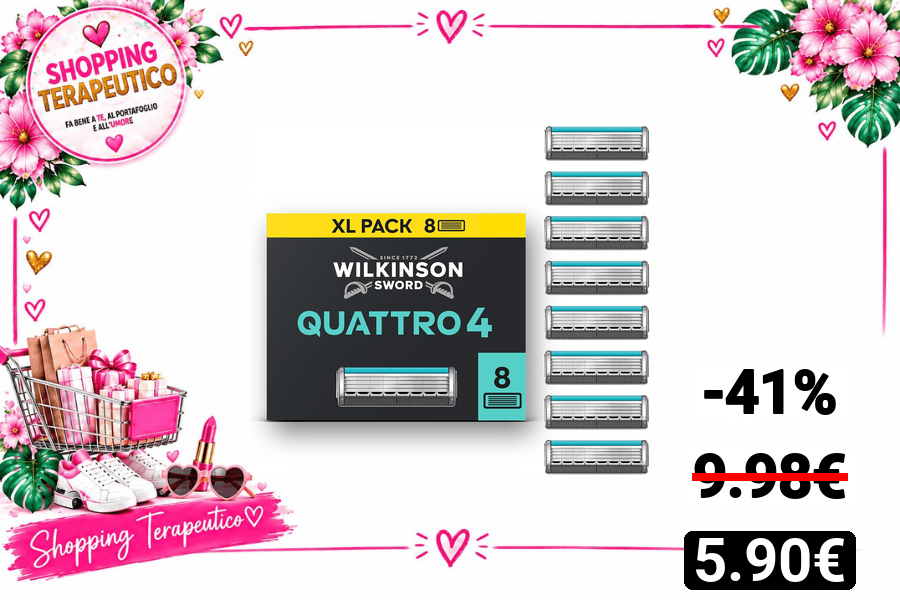 SHOPPING
TERAPEUTICO
FA BENE A TE, AL PORTAFOGLIO
E ALL'UMORE
XL PACK 8
SINCE 1772
WILKINSON
SWORD
QUATTRO 4
8
-41%
9.98€
5.90€
Shopping Terapeutico